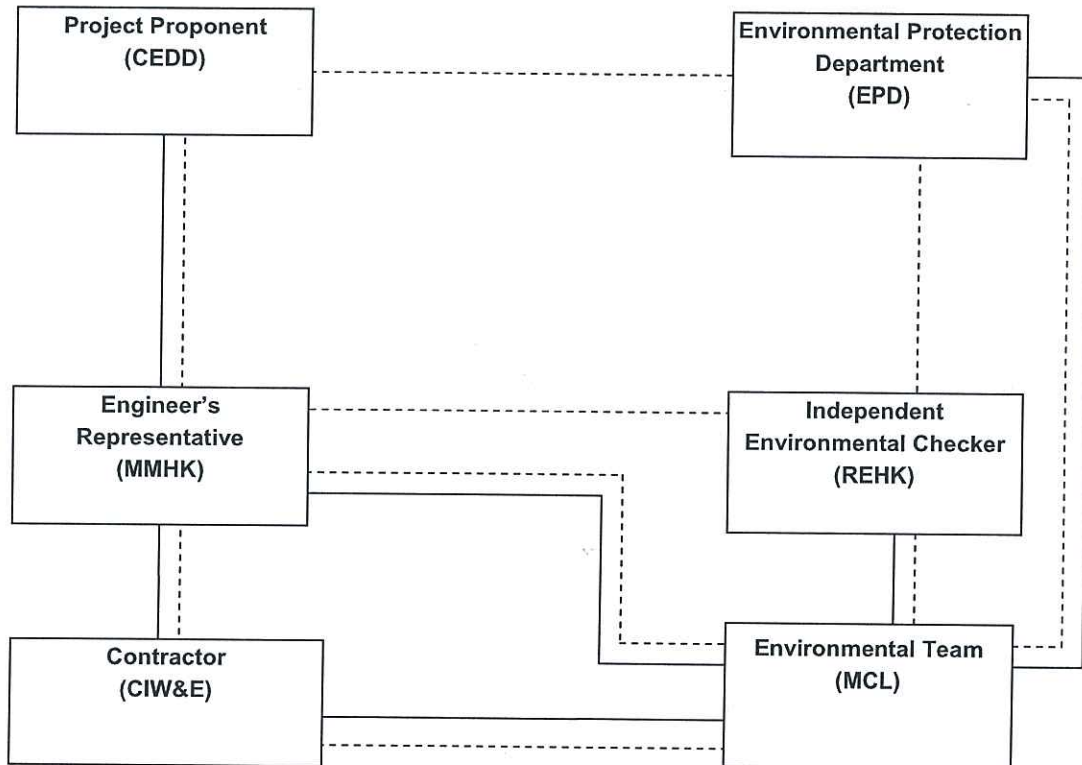 Project Proponent
(CEDD)
Environmental Protection
Department
(EPD)
Engineer's
Representative
(MMHK)
Independent
Environmental Checker
(REHK)
Contractor
(CIW&E)
Environmental Team
(MCL)